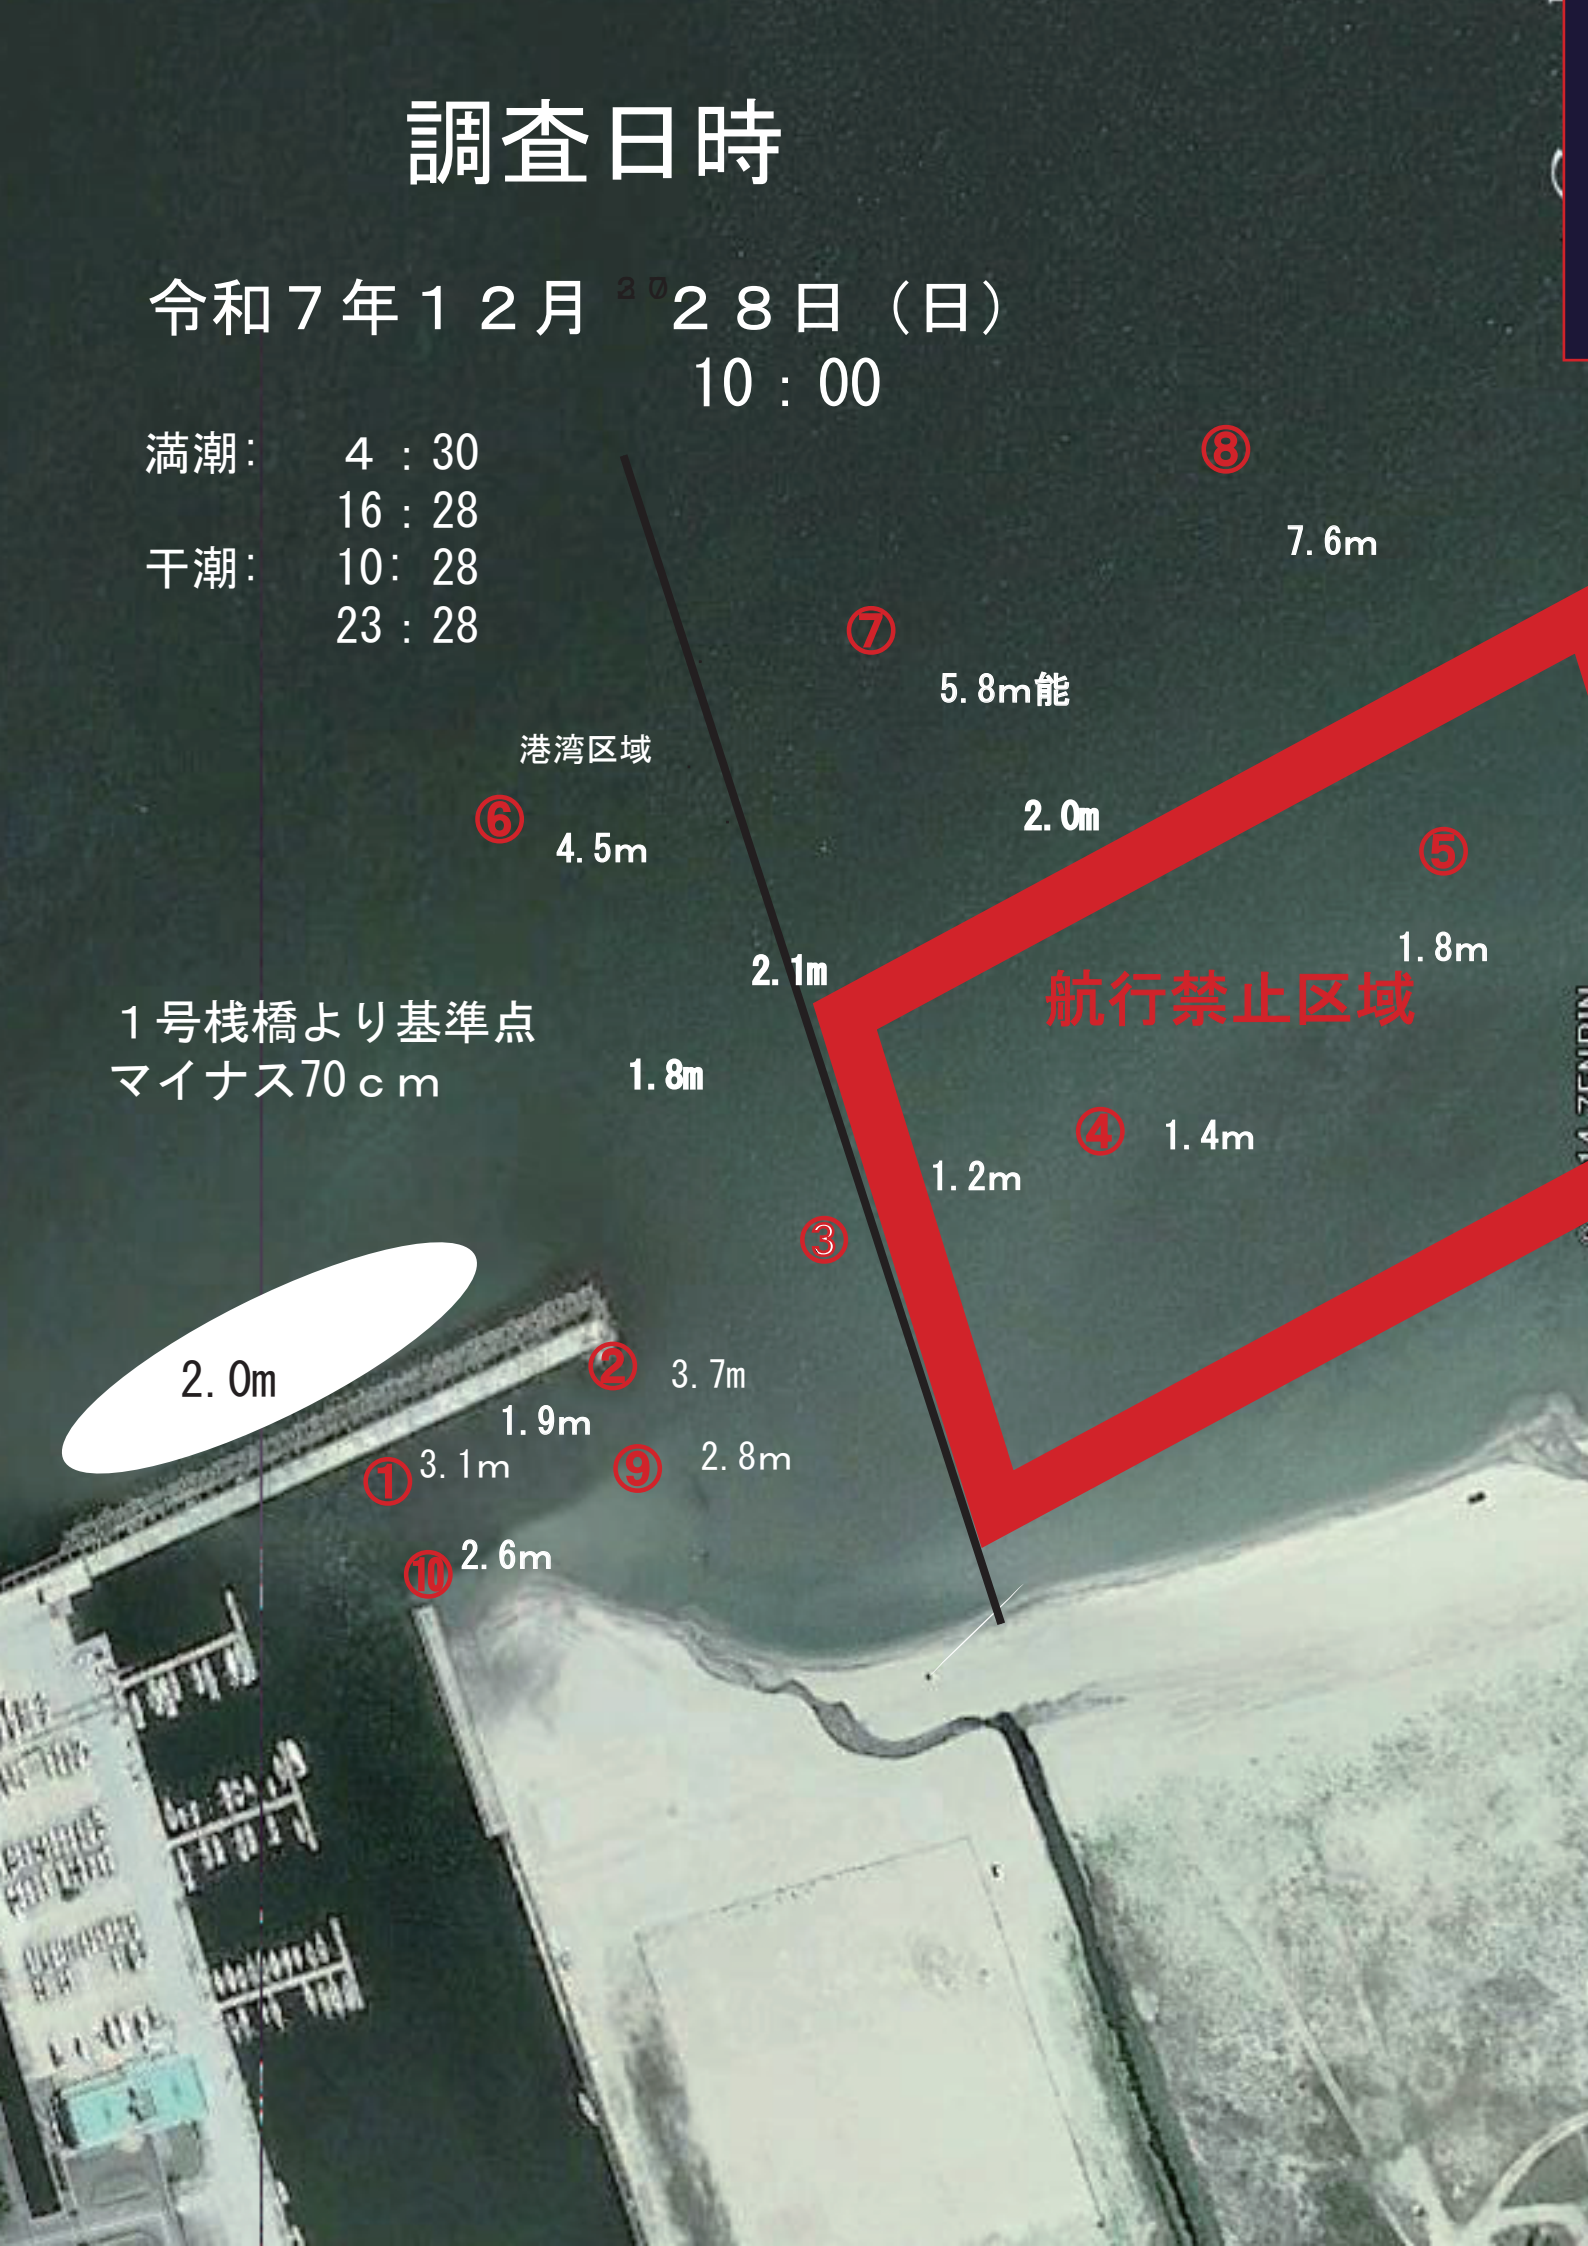 調査日時
令和７年１２月 ２８日（日）
10：00
満潮: ４：30
16：28
干潮: 10: 28
23：28
⑧
7.6m
⑦
5.8m能
港湾区域
⑥
4.5m
2.0m
⑤
1.8m
2.1m
航行禁止区域
１号桟橋より基準点
マイナス70ｃｍ
1.8m
④ 1.4m
1.2m
③
2.0m
② 3.7m
1.9m
① 3.1m
⑨ 2.8m
⑩ 2.6m